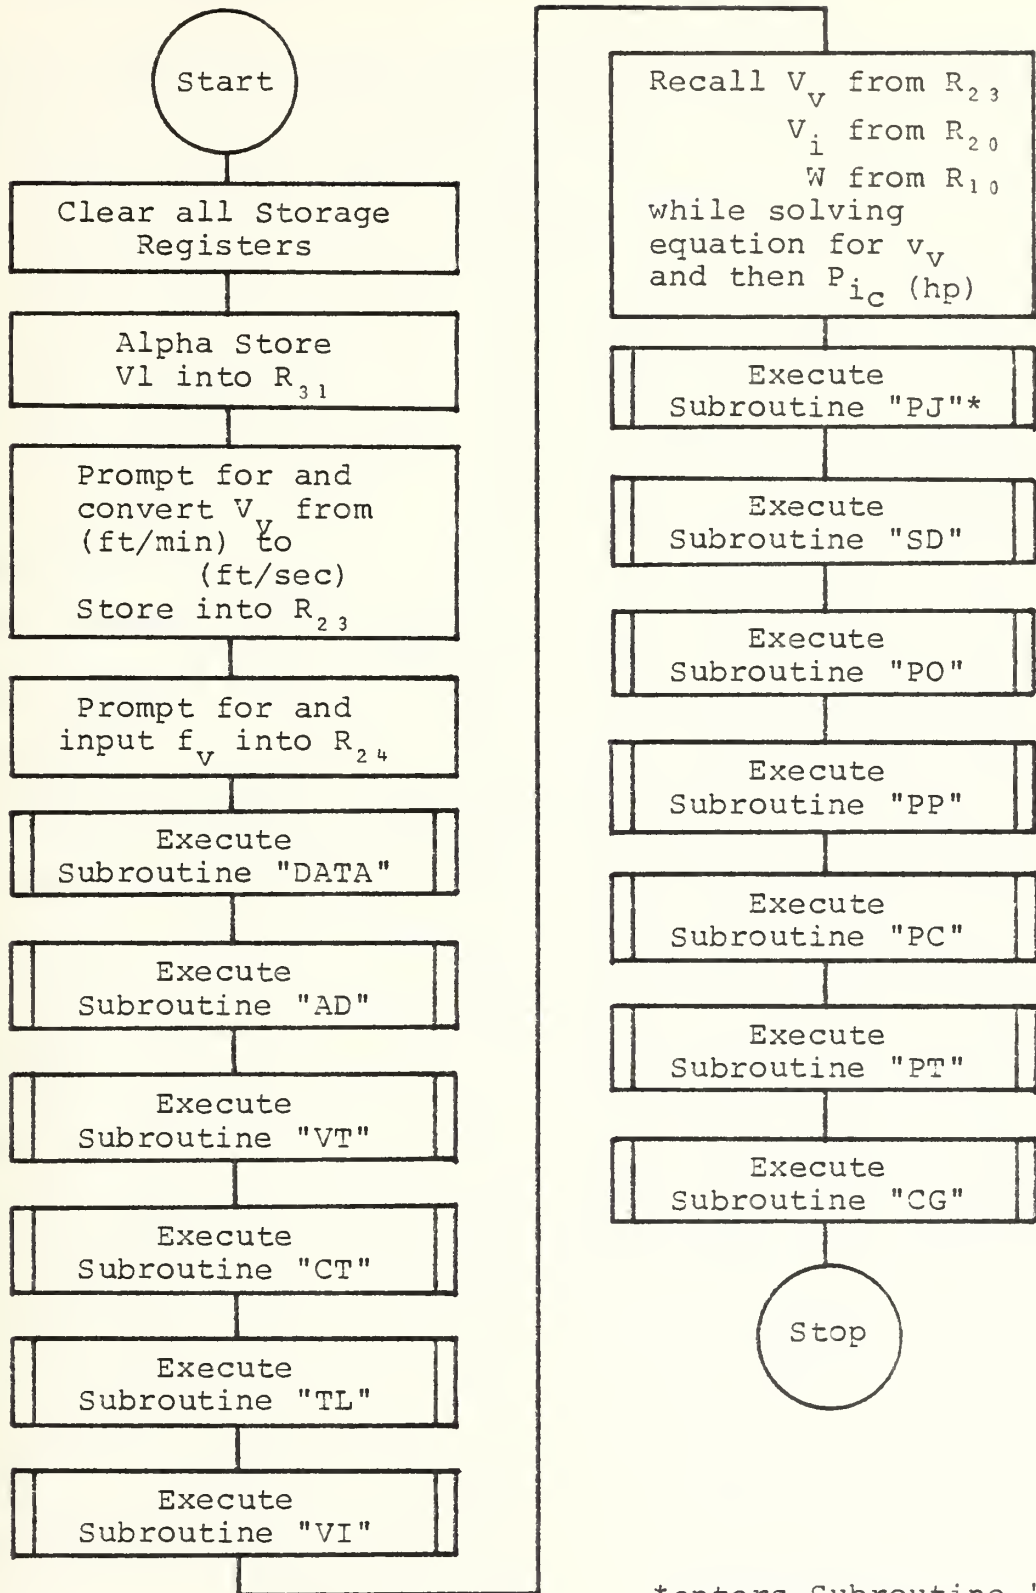 Start
Clear all Storage
Registers
Alpha Store
V1 into R₃₁
Prompt for and
convert Vᵥ from
(ft/min) to
(ft/sec)
Store into R₂₃
Prompt for and
input fᵥ into R₂₄
Execute
Subroutine "DATA"
Execute
Subroutine "AD"
Execute
Subroutine "VT"
Execute
Subroutine "CT"
Execute
Subroutine "TL"
Execute
Subroutine "VI"
Recall Vᵥ from R₂₃
Vᵢ from R₂₀
W from R₁₀
while solving
equation for vᵥ
and then P_i_c (hp)
Execute
Subroutine "PJ"*
Execute
Subroutine "SD"
Execute
Subroutine "PO"
Execute
Subroutine "PP"
Execute
Subroutine "PC"
Execute
Subroutine "PT"
Execute
Subroutine "CG"
Stop